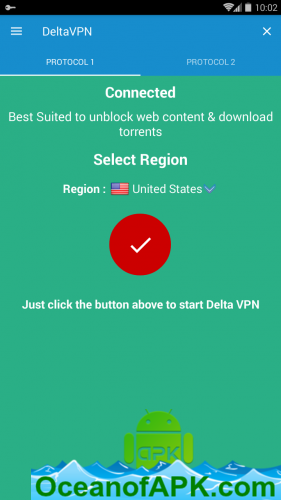 10:02
DeltaVPN
PROTOCOL 1
PROTOCOL 2
Connected
Best Suited to unblock web content & download
torrents
Select Region
Region : United States
Just click the button above to start Delta VPN
APK
OceanofAPK.com